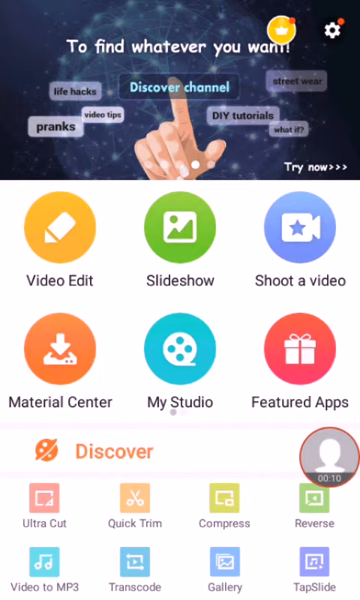 To find whatever you want!
Discover channel
street wear
life hacks
video tips
DIY tutorials
pranks
what if?
Try now>>>
Video Edit
Slideshow
Shoot a video
Material Center
My Studio
Featured Apps
Discover
00:10
Ultra Cut
Quick Trim
Compress
Reverse
Video to MP3
Transcode
Gallery
TapSlide